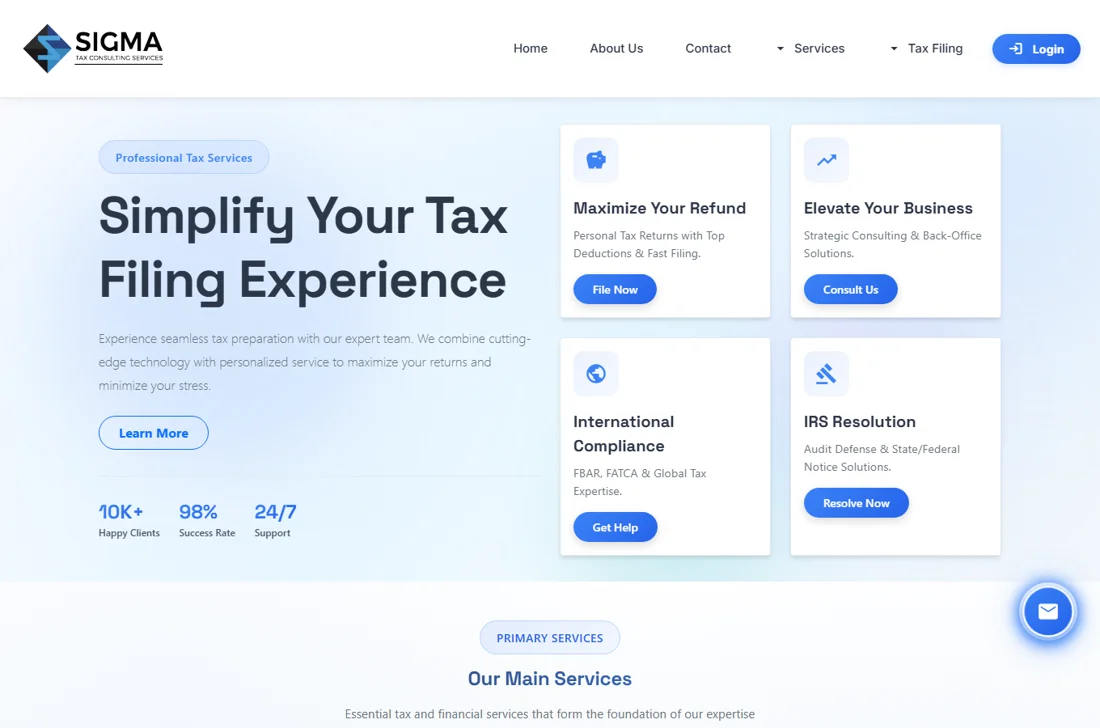 SIGMA
TAX CONSULTING SERVICES
Home
About Us
Contact
Services
Tax Filing
Login
Professional Tax Services
Simplify Your Tax
Filing Experience
Experience seamless tax preparation with our expert team. We combine cutting-
edge technology with personalized service to maximize your returns and
minimize your stress.
Learn More
10K+
Happy Clients
98%
Success Rate
24/7
Support
Maximize Your Refund
Personal Tax Returns with Top
Deductions & Fast Filing.
File Now
Elevate Your Business
Strategic Consulting & Back-Office
Solutions.
Consult Us
International
Compliance
FBAR, FATCA & Global Tax
Expertise.
Get Help
IRS Resolution
Audit Defense & State/Federal
Notice Solutions.
Resolve Now
PRIMARY SERVICES
Our Main Services
Essential tax and financial services that form the foundation of our expertise